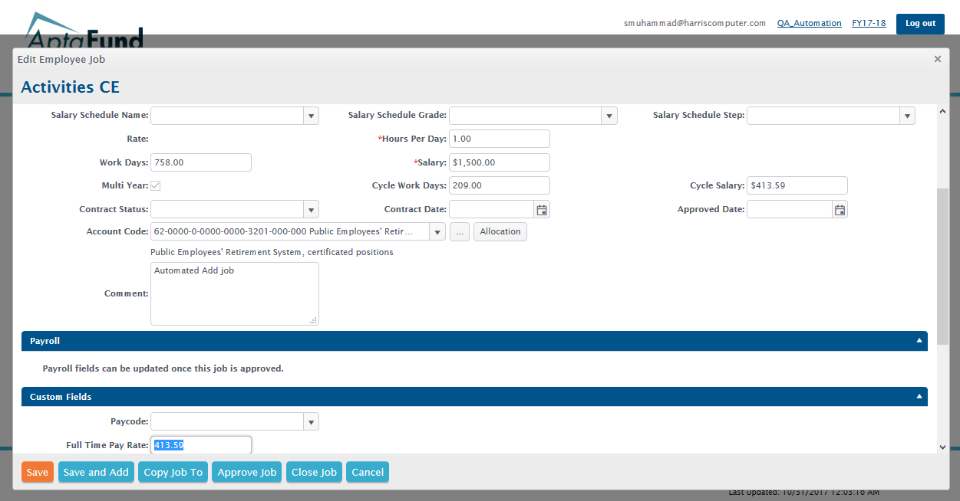 smuhammad@harriscomputer.com QA_Automation FY17-18 Log out
AptaFund
Edit Employee Job ×
Activities CE
Salary Schedule Name: Salary Schedule Grade: Salary Schedule Step:
Rate: *Hours Per Day: 1.00
Work Days: 758.00 *Salary: $1,500.00
Multi Year: Cycle Work Days: 209.00 Cycle Salary: $413.59
Contract Status: Contract Date: Approved Date:
Account Code: 62-0000-0-0000-0000-3201-000-000 Public Employees' Retir... ... Allocation
Public Employees' Retirement System, certificated positions
Comment: Automated Add job
Payroll
Payroll fields can be updated once this job is approved.
Custom Fields
Paycode:
Full Time Pay Rate: 413.59
Save Save and Add Copy Job To Approve Job Close Job Cancel
Last Updated: 10/31/2017 12:03:16 AM